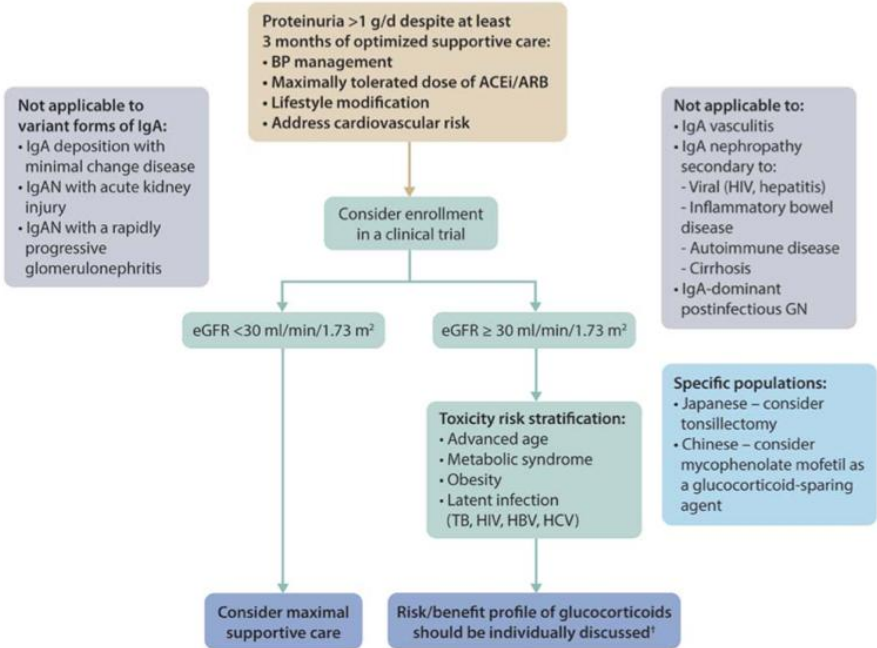 Proteinuria >1 g/d despite at least
3 months of optimized supportive care:
• BP management
• Maximally tolerated dose of ACEi/ARB
• Lifestyle modification
• Address cardiovascular risk
Not applicable to
variant forms of IgA:
• IgA deposition with
minimal change disease
• IgAN with acute kidney
injury
• IgAN with a rapidly
progressive
glomerulonephritis
Not applicable to:
• IgA vasculitis
• IgA nephropathy
secondary to:
- Viral (HIV, hepatitis)
- Inflammatory bowel
disease
- Autoimmune disease
- Cirrhosis
• IgA-dominant
postinfectious GN
Consider enrollment
in a clinical trial
eGFR <30 ml/min/1.73 m²
eGFR ≥ 30 ml/min/1.73 m²
Toxicity risk stratification:
• Advanced age
• Metabolic syndrome
• Obesity
• Latent infection
(TB, HIV, HBV, HCV)
Specific populations:
• Japanese – consider
tonsillectomy
• Chinese – consider
mycophenolate mofetil as
a glucocorticoid-sparing
agent
Consider maximal
supportive care
Risk/benefit profile of glucocorticoids
should be individually discussed†